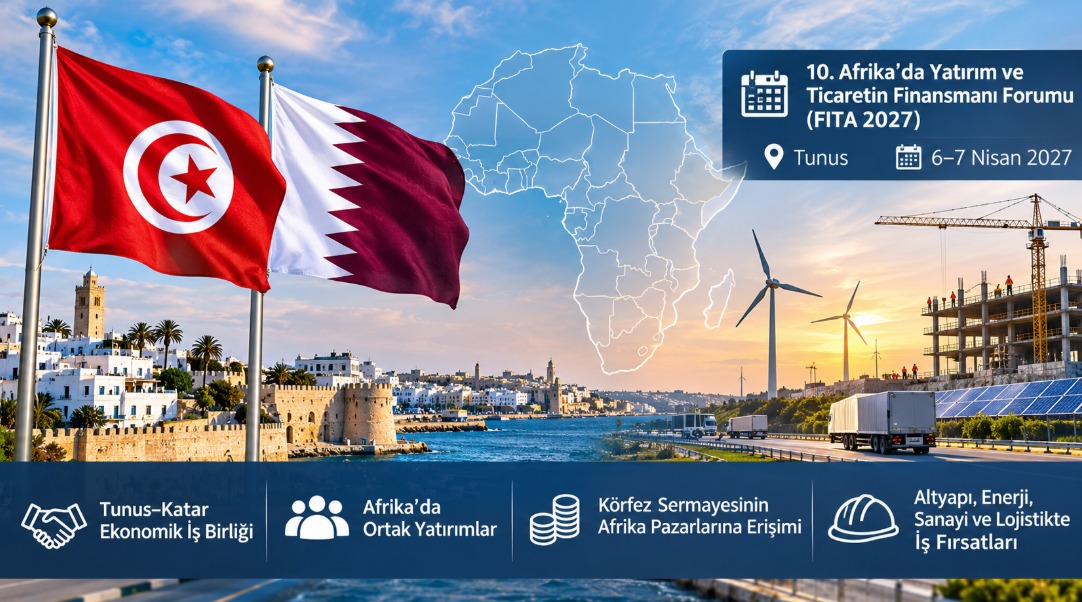 10. Afrika'da Yatırım ve
Ticaretin Finansmanı Forumu
(FITA 2027)
Tunus
6–7 Nisan 2027
Tunus–Katar
Ekonomik İş Birliği
Afrika'da
Ortak Yatırımlar
Körfez Sermayesinin
Afrika Pazarlarına Erişimi
Altyapı, Enerji,
Sanayi ve Lojistikte
İş Fırsatları